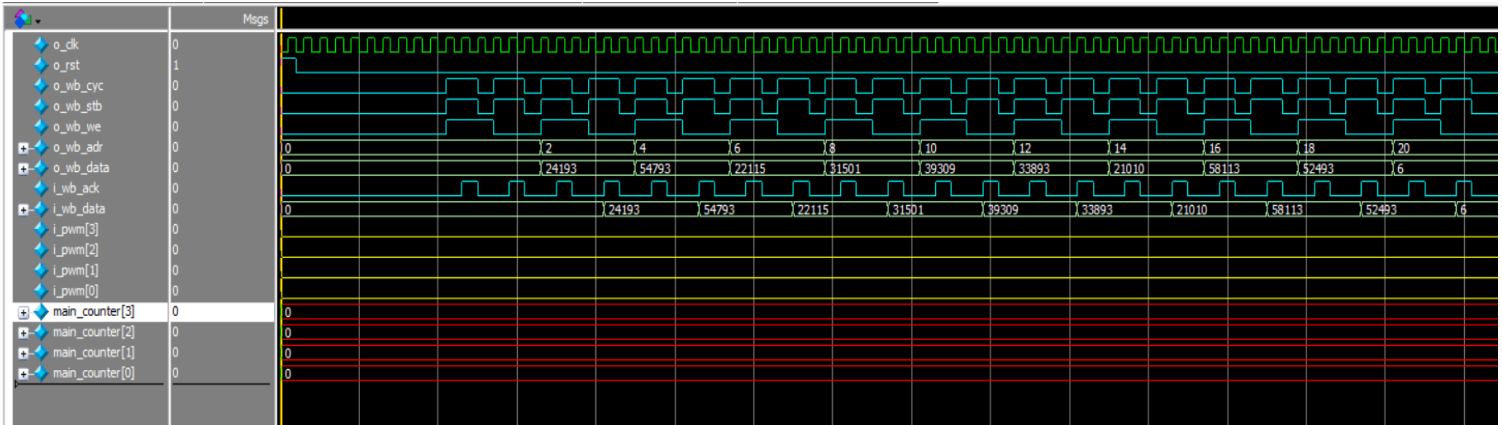 Msgs
o_clk 0
o_rst 1
o_wb_cyc 0
o_wb_stb 0
o_wb_we 0
o_wb_adr 0 0 2 4 6 8 10 12 14 16 18 20
o_wb_data 0 0 24193 54793 22115 31501 39309 33893 21010 58113 52493 6
i_wb_ack 0
i_wb_data 0 0 24193 54793 22115 31501 39309 33893 21010 58113 52493 6
i_pwm[3] 0
i_pwm[2] 0
i_pwm[1] 0
i_pwm[0] 0
main_counter[3] 0 0
main_counter[2] 0 0
main_counter[1] 0 0
main_counter[0] 0 0